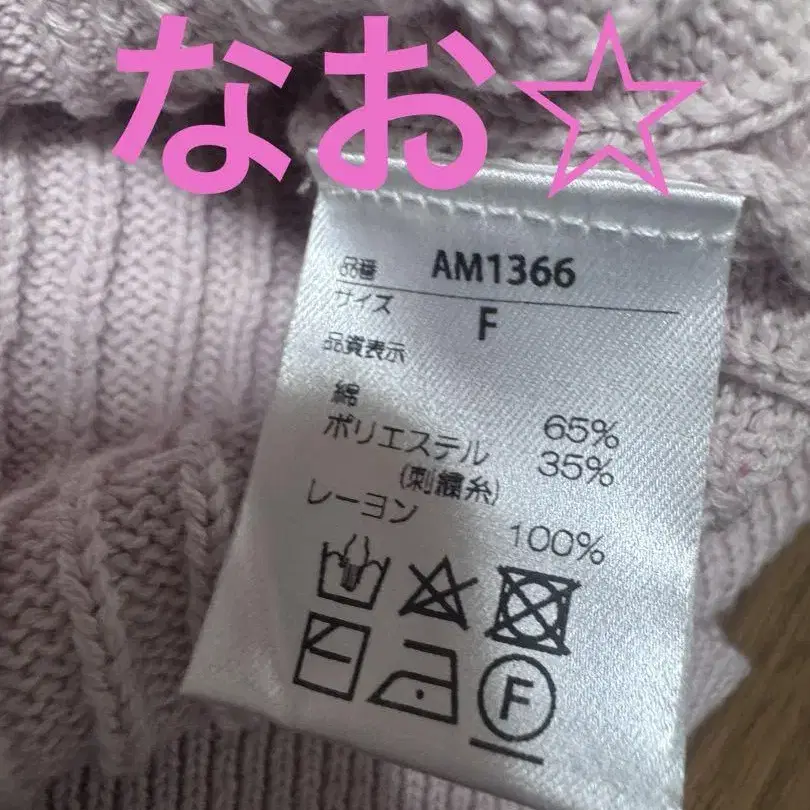 なお☆
品番 AM1366
サイズ F
品質表示
綿 65%
ポリエステル 35%
(刺繍糸)
レーヨン 100%
F